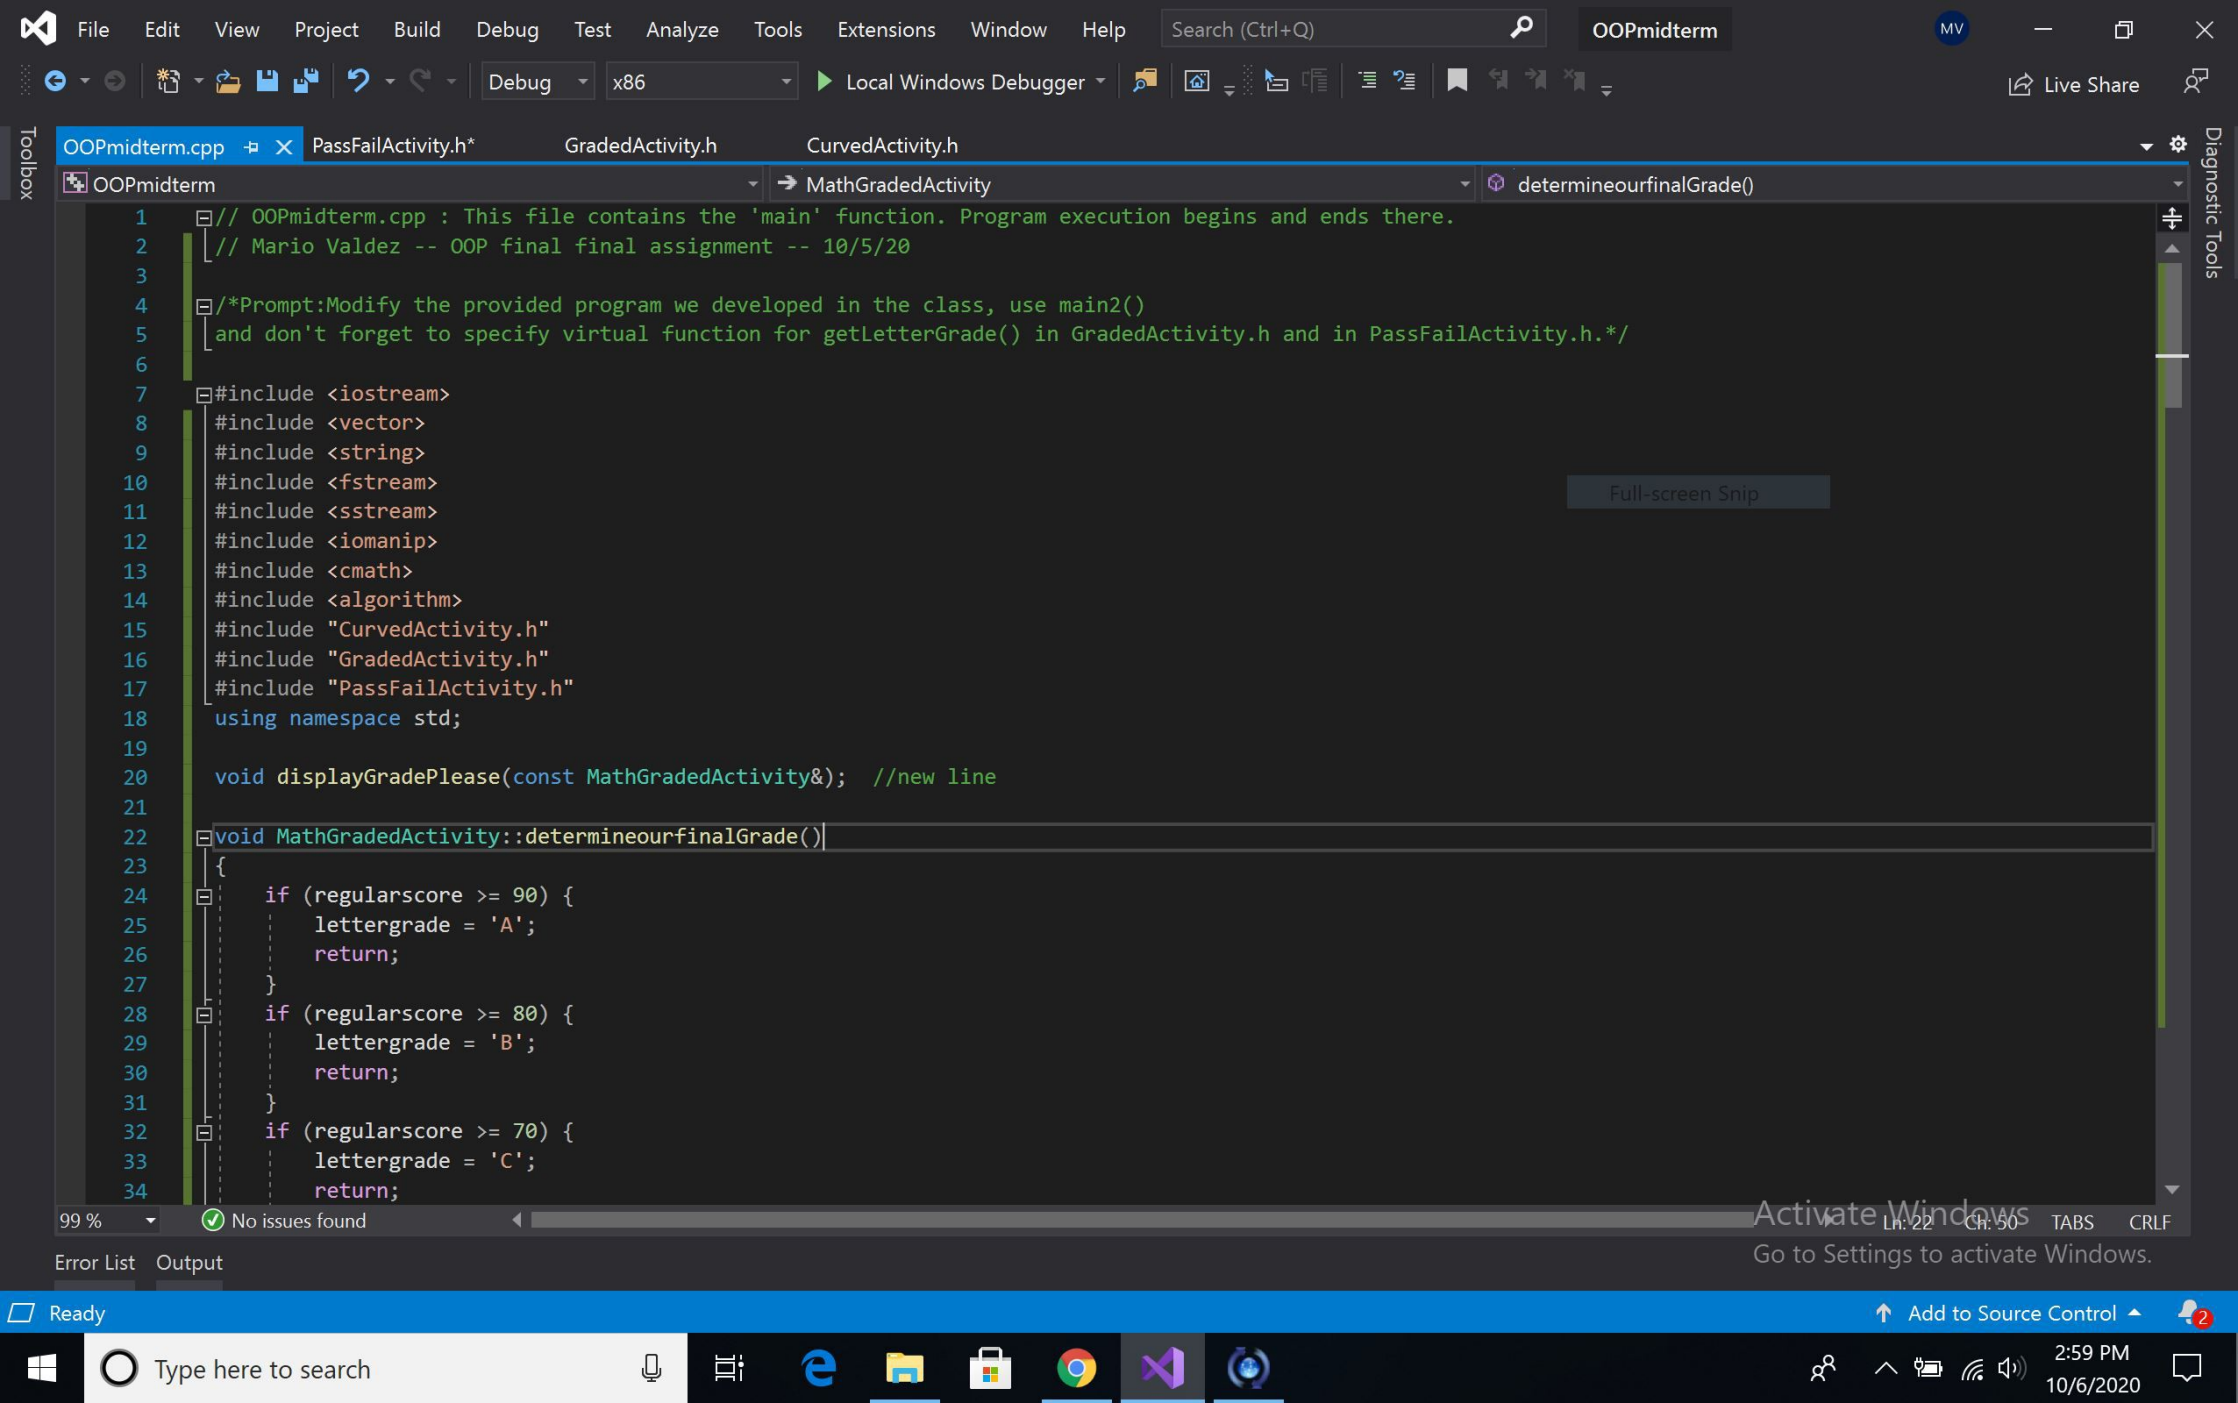 File Edit View Project Build Debug Test Analyze Tools Extensions Window Help Search (Ctrl+Q) OOPmidterm MV
Debug x86 Local Windows Debugger Live Share
Toolbox
OOPmidterm.cpp PassFailActivity.h* GradedActivity.h CurvedActivity.h
Diagnostic Tools
OOPmidterm MathGradedActivity determineourfinalGrade()
1 // OOPmidterm.cpp : This file contains the 'main' function. Program execution begins and ends there.
2 // Mario Valdez -- OOP final final assignment -- 10/5/20
3
4 /*Prompt:Modify the provided program we developed in the class, use main2()
5 and don't forget to specify virtual function for getLetterGrade() in GradedActivity.h and in PassFailActivity.h.*/
6
7 #include <iostream>
8 #include <vector>
9 #include <string>
10 #include <fstream>
Full-screen Snip
11 #include <sstream>
12 #include <iomanip>
13 #include <cmath>
14 #include <algorithm>
15 #include "CurvedActivity.h"
16 #include "GradedActivity.h"
17 #include "PassFailActivity.h"
18 using namespace std;
19
20 void displayGradePlease(const MathGradedActivity&);  //new line
21
22 void MathGradedActivity::determineourfinalGrade()
23 {
24 if (regularscore >= 90) {
25 lettergrade = 'A';
26 return;
27 }
28 if (regularscore >= 80) {
29 lettergrade = 'B';
30 return;
31 }
32 if (regularscore >= 70) {
33 lettergrade = 'C';
34 return;
99 % No issues found Ln: 22 Ch: 50 TABS CRLF
Activate Windows
Go to Settings to activate Windows.
Error List Output
Ready Add to Source Control 2
Type here to search 2:59 PM
10/6/2020